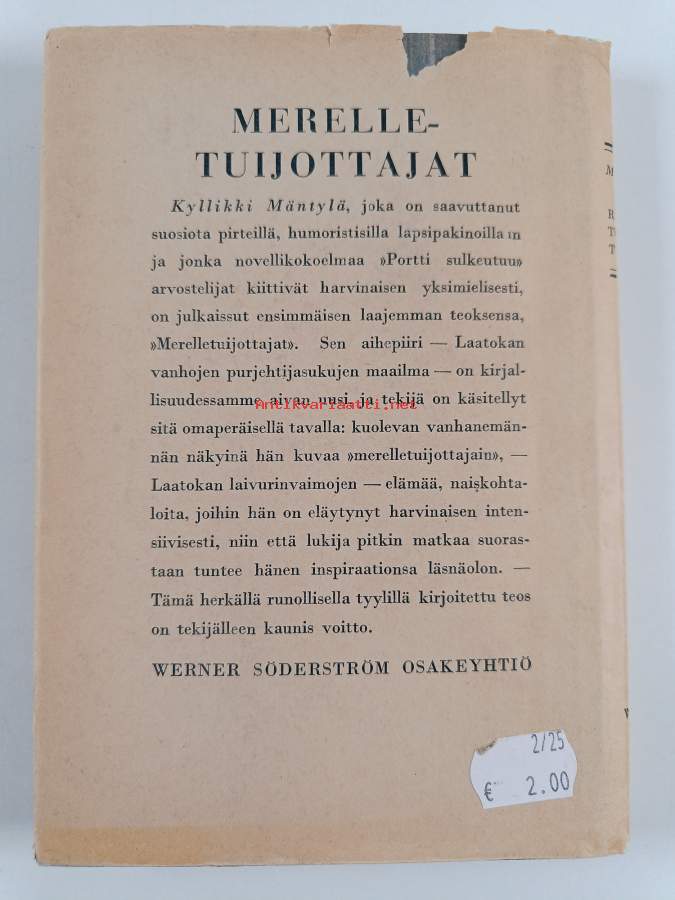 MERELLE-
TUIJOTTAJAT
Kyllikki Mäntylä, joka on saavuttanut
suosiota pirteillä, humoristisilla lapsipakinoillaan
ja jonka novellikokoelmaa »Portti sulkeutuu»
arvostelijat kiittivät harvinaisen yksimielisesti,
on julkaissut ensimmäisen laajemman teoksensa,
»Merelletuijottajat». Sen aihepiiri — Laatokan
vanhojen purjehtijasukujen maailma — on kirjal-
lisuudessamme aivan uusi, ja tekijä on käsitellyt
Antikvariaatti.net
sitä omaperäisellä tavalla: kuolevan vanhanemän-
nän näkyinä hän kuvaa »merelletuijottajain», —
Laatokan laivurinvaimojen — elämää, naiskohta-
loita, joihin hän on eläytynyt harvinaisen inten-
siivisesti, niin että lukija pitkin matkaa suoras-
taan tuntee hänen inspiraationsa läsnäolon. —
Tämä herkällä runollisella tyylillä kirjoitettu teos
on tekijälleen kaunis voitto.
WERNER SÖDERSTRÖM OSAKEYHTIÖ
2/25
€ 2.00